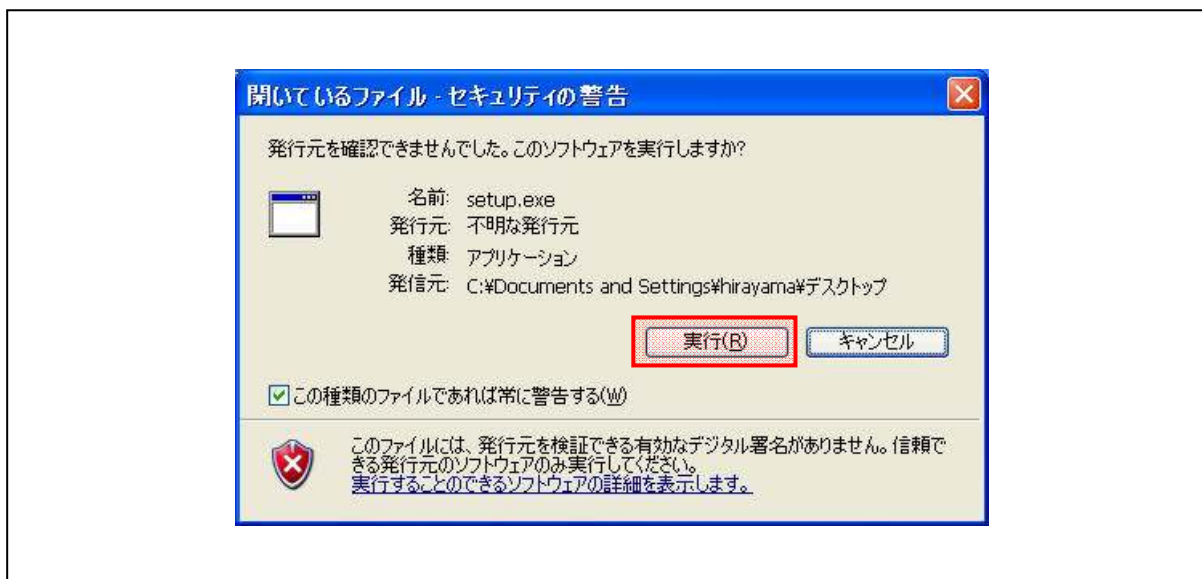 開いているファイル - セキュリティの警告
発行元を確認できませんでした。このソフトウェアを実行しますか?
名前: setup.exe
発行元: 不明な発行元
種類: アプリケーション
発信元: C:¥Documents and Settings¥hirayama¥デスクトップ
実行(R) キャンセル
この種類のファイルであれば常に警告する(W)
このファイルには、発行元を検証できる有効なデジタル署名がありません。信頼で
きる発行元のソフトウェアのみ実行してください。
実行することのできるソフトウェアの詳細を表示します。